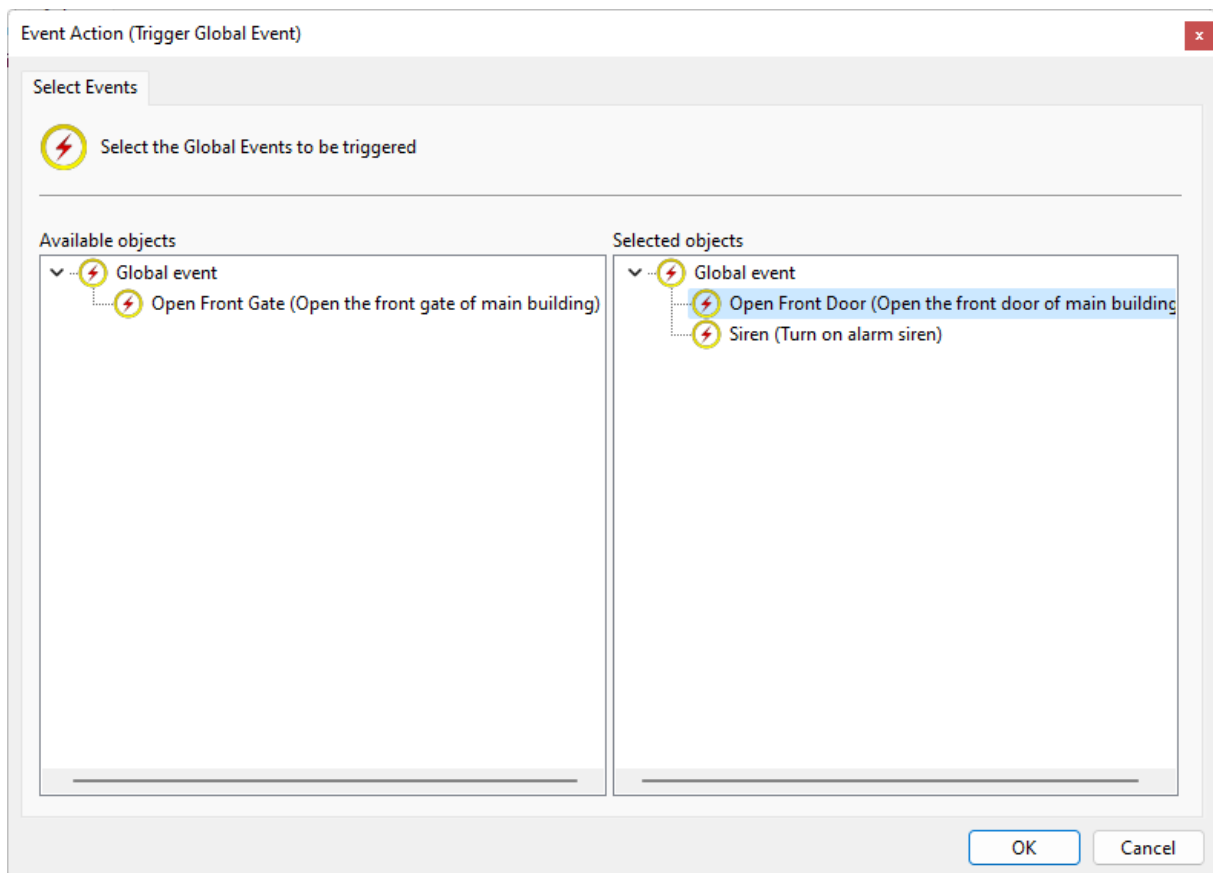 Event Action (Trigger Global Event)
x
Select Events
Select the Global Events to be triggered
Available objects
Global event
Open Front Gate (Open the front gate of main building)
Selected objects
Global event
Open Front Door (Open the front door of main building
Siren (Turn on alarm siren)
OK
Cancel